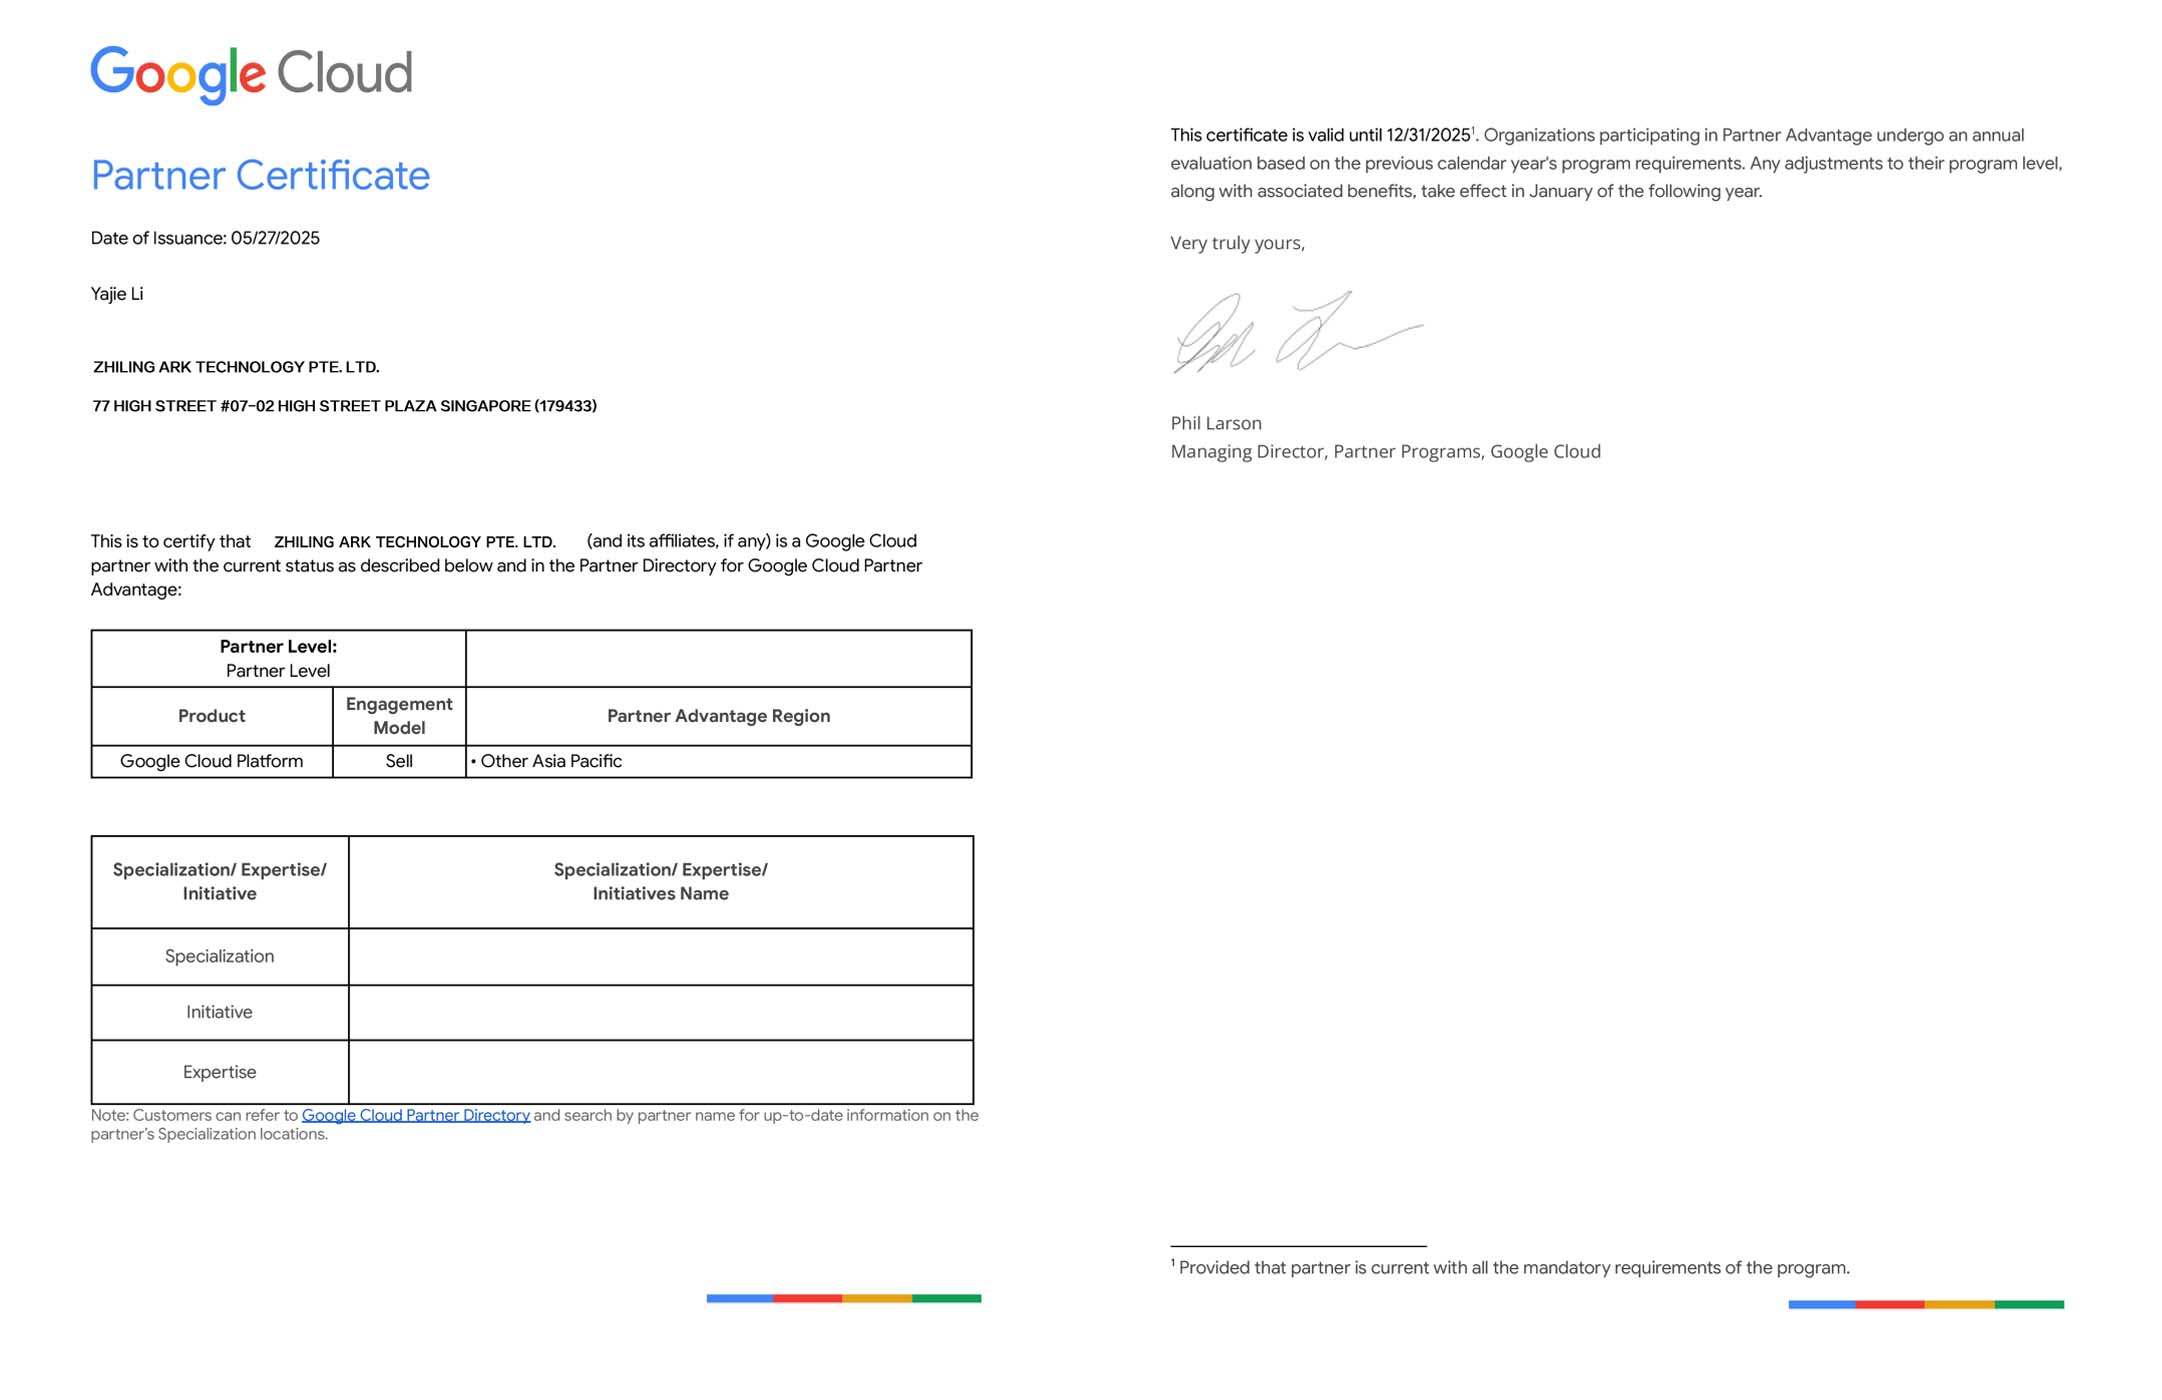 Google Cloud
Partner Certificate
Date of Issuance: 05/27/2025
Yajie Li
ZHILING ARK TECHNOLOGY PTE. LTD.
77 HIGH STREET #07-02 HIGH STREET PLAZA SINGAPORE (179433)
This is to certify that ZHILING ARK TECHNOLOGY PTE. LTD. (and its affiliates, if any) is a Google Cloud
partner with the current status as described below and in the Partner Directory for Google Cloud Partner
Advantage:
Partner Level:
Partner Level
Product
Engagement
Model
Partner Advantage Region
Google Cloud Platform
Sell
• Other Asia Pacific
Specialization/ Expertise/
Initiative
Specialization/ Expertise/
Initiatives Name
Specialization
Initiative
Expertise
Note: Customers can refer to Google Cloud Partner Directory and search by partner name for up-to-date information on the
partner's Specialization locations.
This certificate is valid until 12/31/2025¹. Organizations participating in Partner Advantage undergo an annual
evaluation based on the previous calendar year's program requirements. Any adjustments to their program level,
along with associated benefits, take effect in January of the following year.
Very truly yours,
Phil Larson
Managing Director, Partner Programs, Google Cloud
¹ Provided that partner is current with all the mandatory requirements of the program.